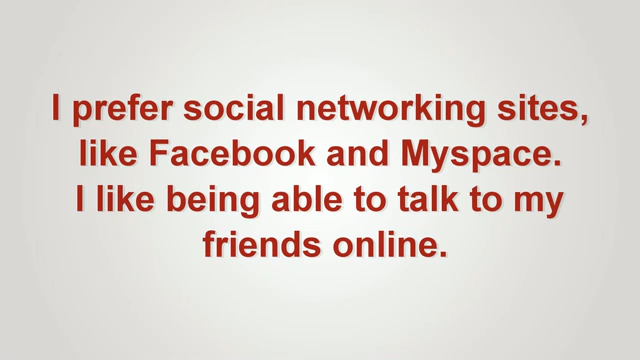 I prefer social networking sites,
like Facebook and Myspace.
I like being able to talk to my
friends online.